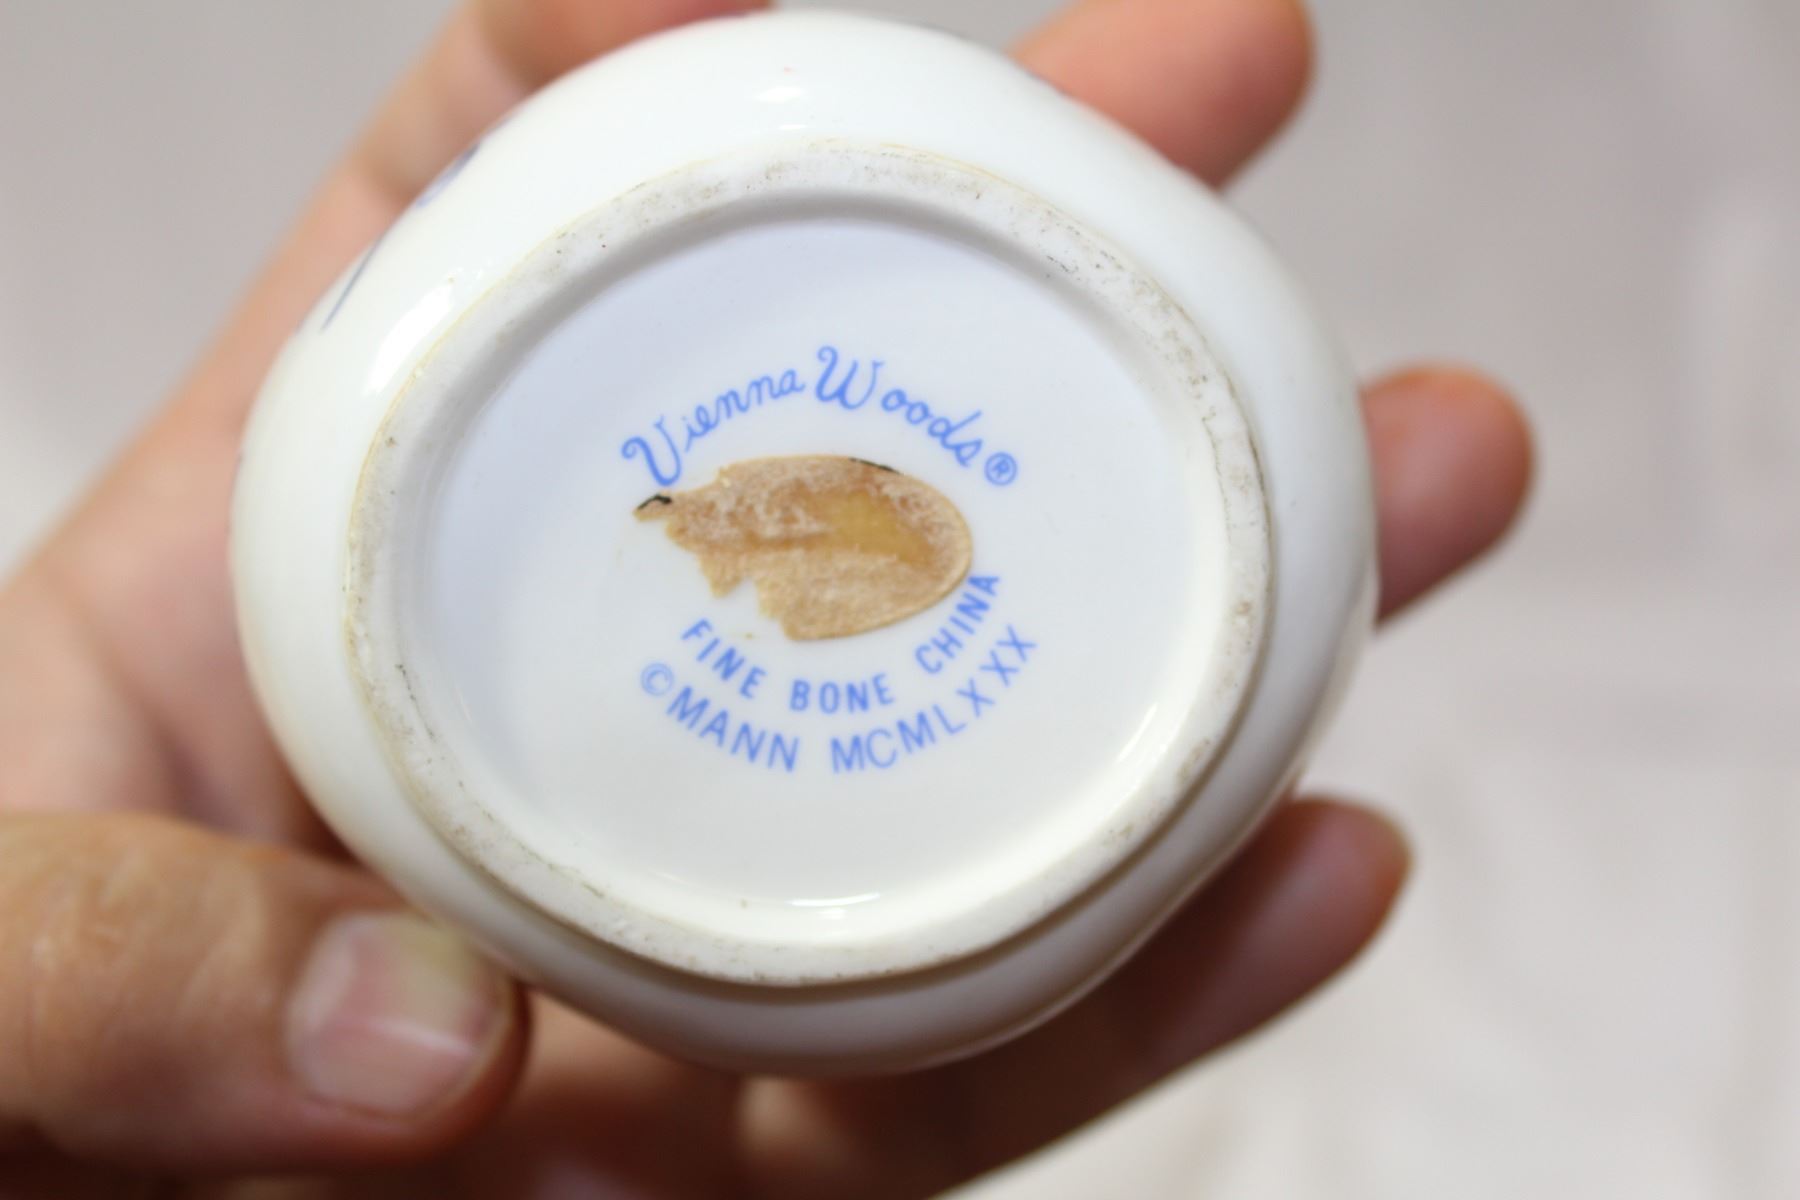 Vienna Woods®
FINE BONE CHINA
©MANN MCMLXXX